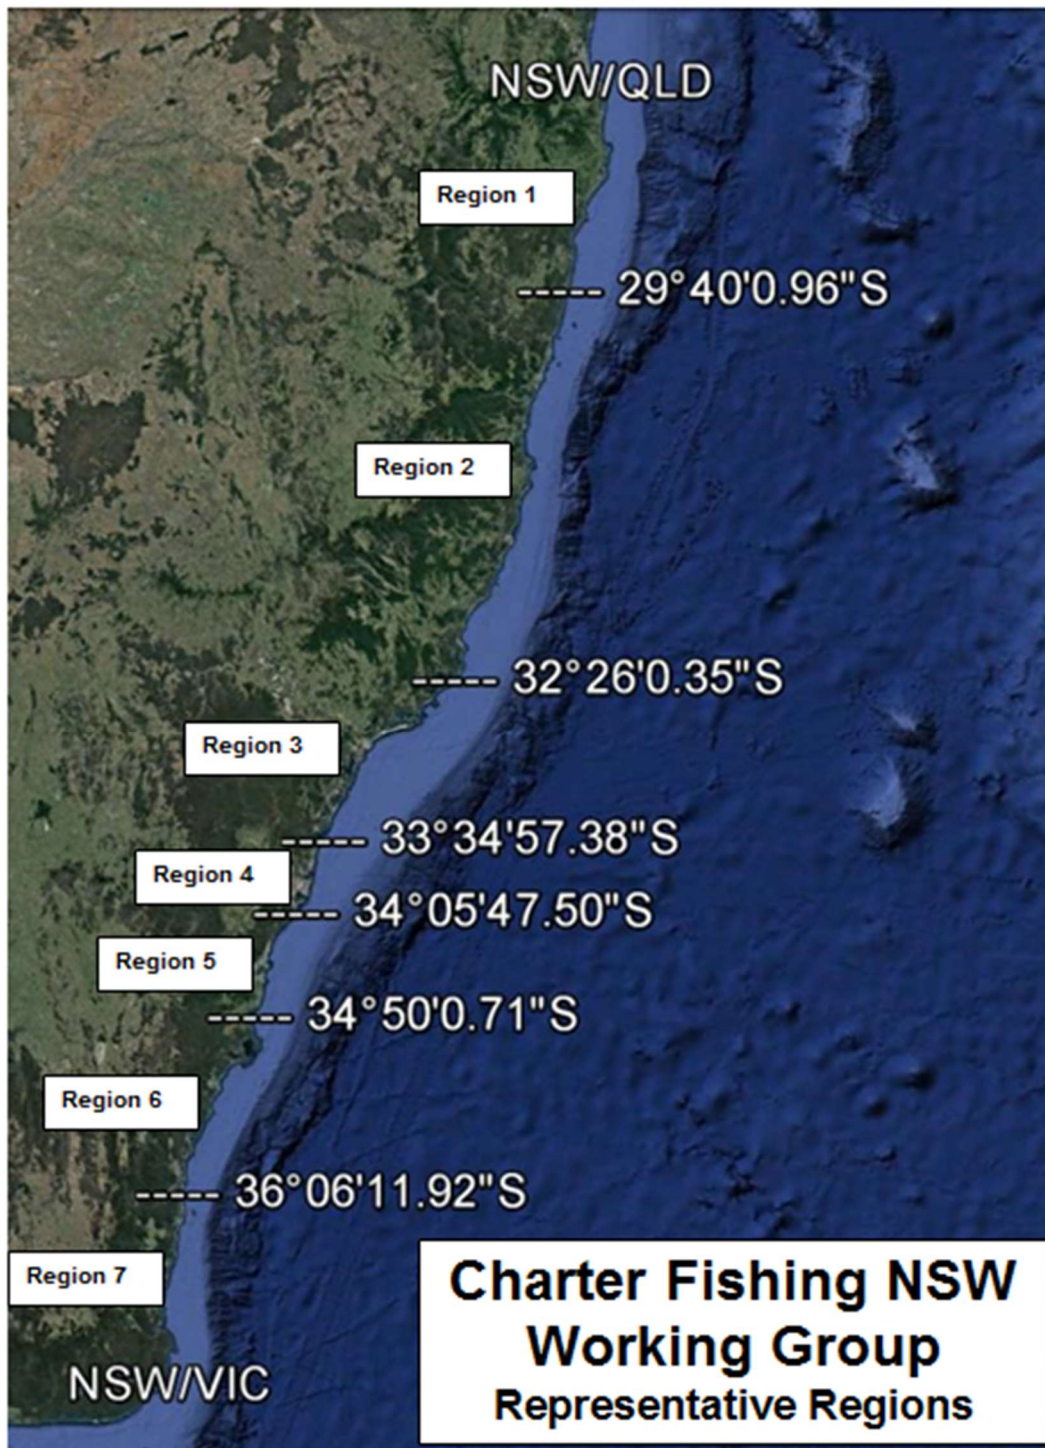 NSW/QLD
Region 1
29°40'0.96"S
Region 2
32°26'0.35"S
Region 3
33°34'57.38"S
Region 4
34°05'47.50"S
Region 5
34°50'0.71"S
Region 6
36°06'11.92"S
Region 7
NSW/VIC
Charter Fishing NSW
Working Group
Representative Regions